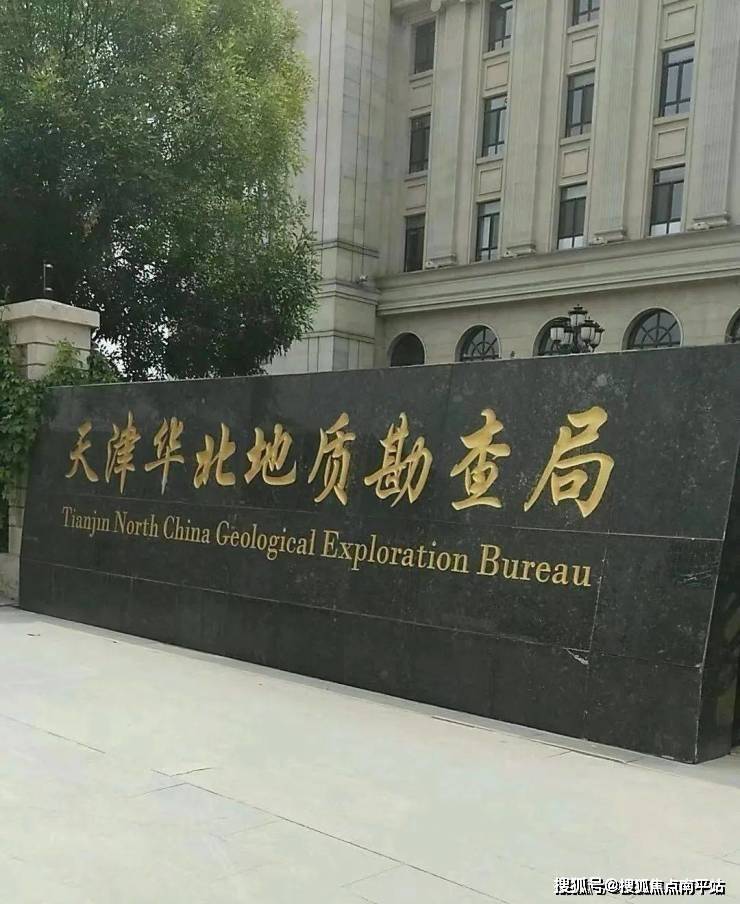 天津华北地质勘查局
Tianjin North China Geological Exploration Bureau
搜狐号@搜狐焦点南平站